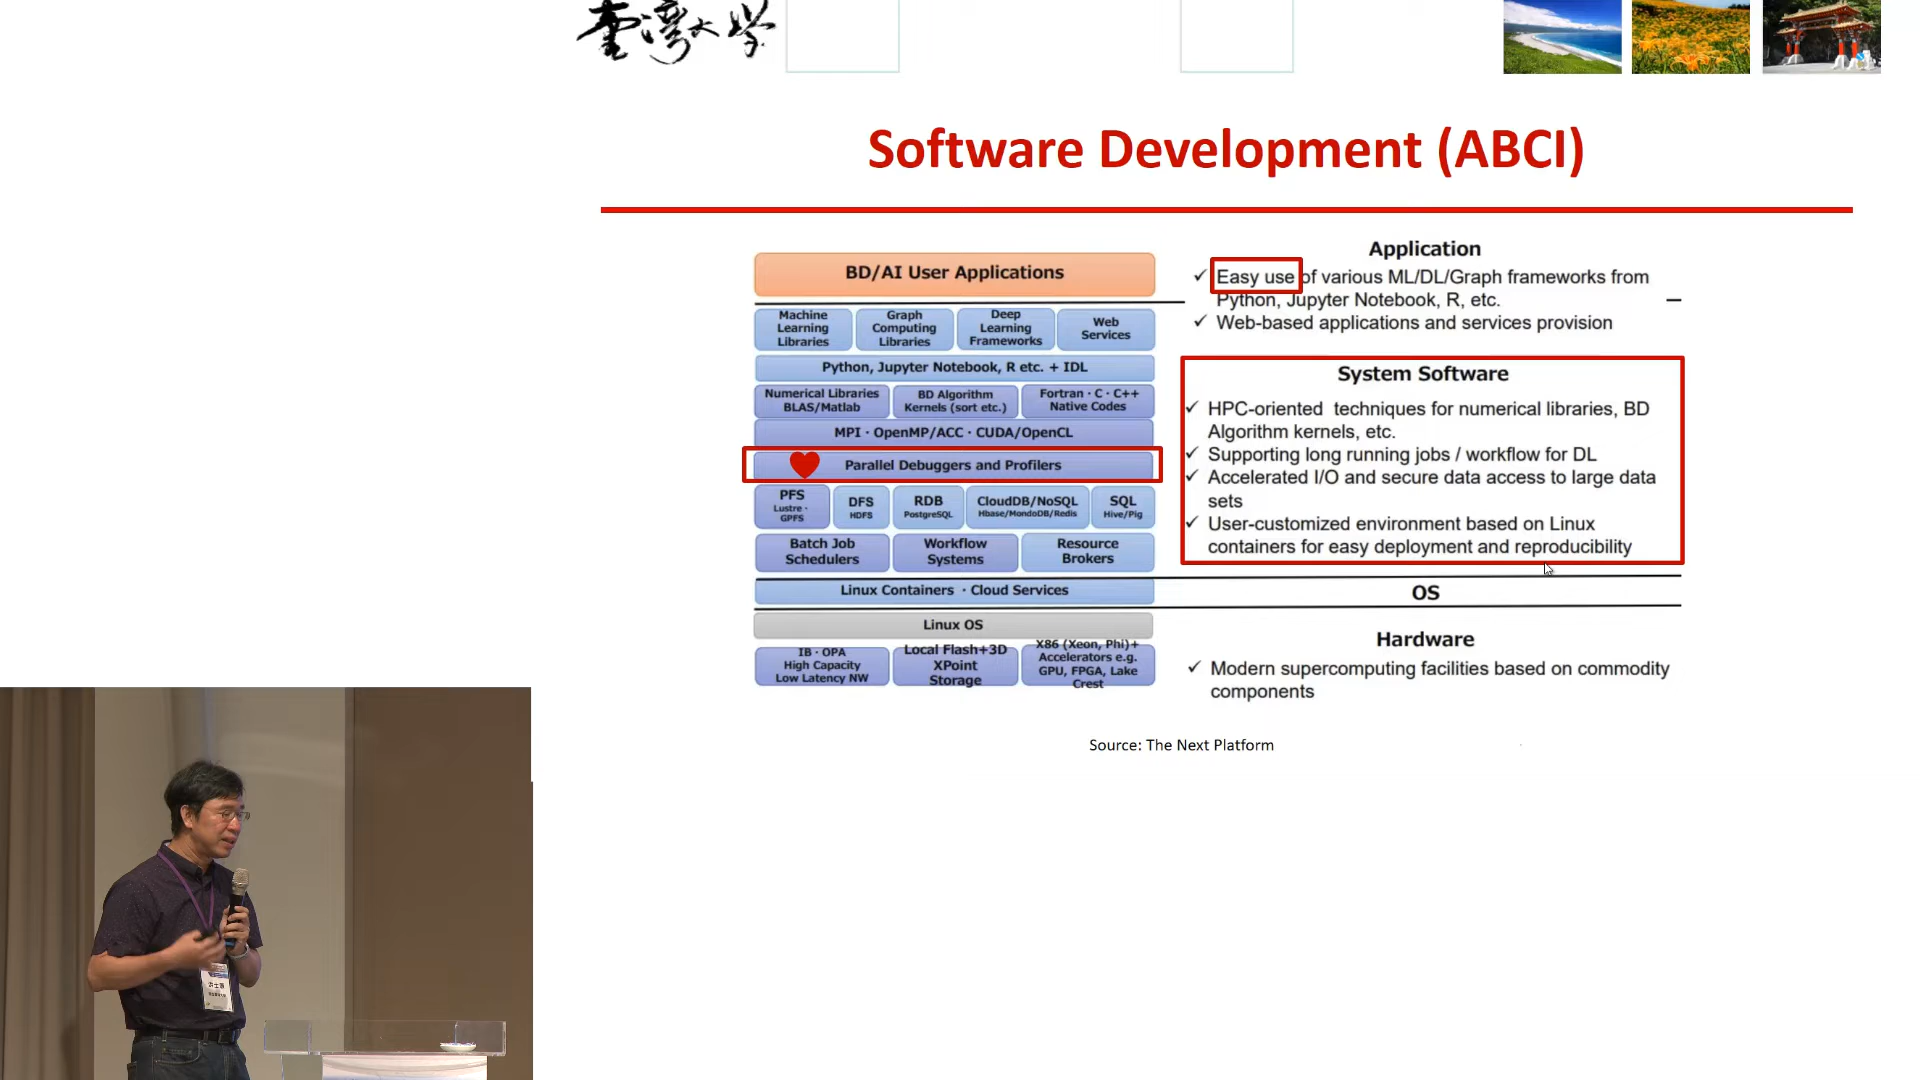 臺灣大學
Software Development (ABCI)
BD/AI User Applications
Machine
Learning
Libraries
Graph
Computing
Libraries
Deep
Learning
Frameworks
Web
Services
Python, Jupyter Notebook, R etc. + IDL
Numerical Libraries
BLAS/Matlab
BD Algorithm
Kernels (sort etc.)
Fortran · C · C++
Native Codes
MPI · OpenMP/ACC · CUDA/OpenCL
Parallel Debuggers and Profilers
PFS
Lustre ·
GPFS
DFS
HDFS
RDB
PostgreSQL
CloudDB/NoSQL
Hbase/MondoDB/Redis
SQL
Hive/Pig
Batch Job
Schedulers
Workflow
Systems
Resource
Brokers
Linux Containers · Cloud Services
Linux OS
IB · OPA
High Capacity
Low Latency NW
Local Flash+3D
XPoint
Storage
X86 (Xeon, Phi)+
Accelerators e.g.
GPU, FPGA, Lake
Crest
Application
✓ Easy use of various ML/DL/Graph frameworks from
Python, Jupyter Notebook, R, etc.
✓ Web-based applications and services provision
System Software
✓ HPC-oriented techniques for numerical libraries, BD
Algorithm kernels, etc.
✓ Supporting long running jobs / workflow for DL
✓ Accelerated I/O and secure data access to large data
sets
✓ User-customized environment based on Linux
containers for easy deployment and reproducibility
OS
Hardware
✓ Modern supercomputing facilities based on commodity
components
Source: The Next Platform